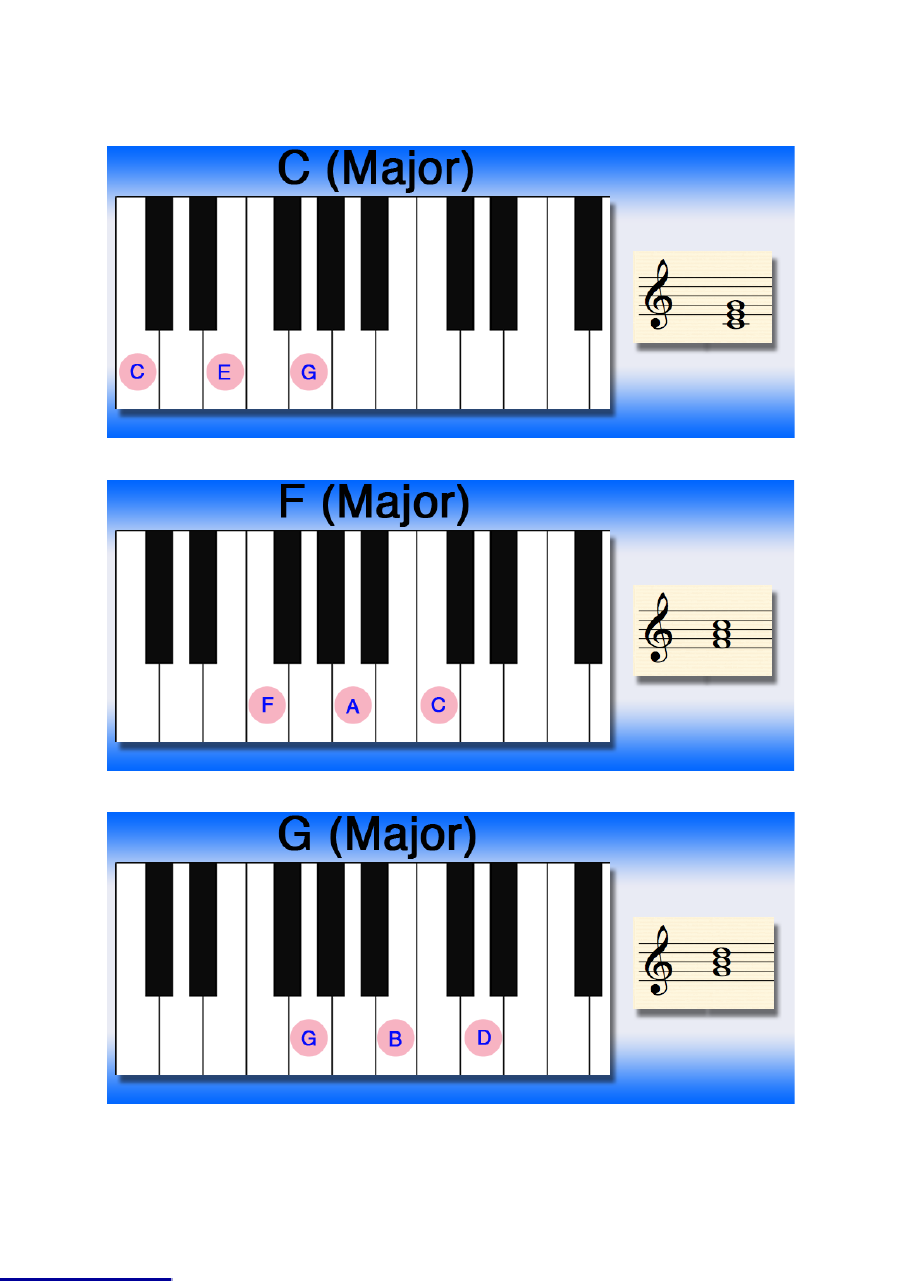 C (Major)
C E G
F (Major)
F A C
G (Major)
G B D